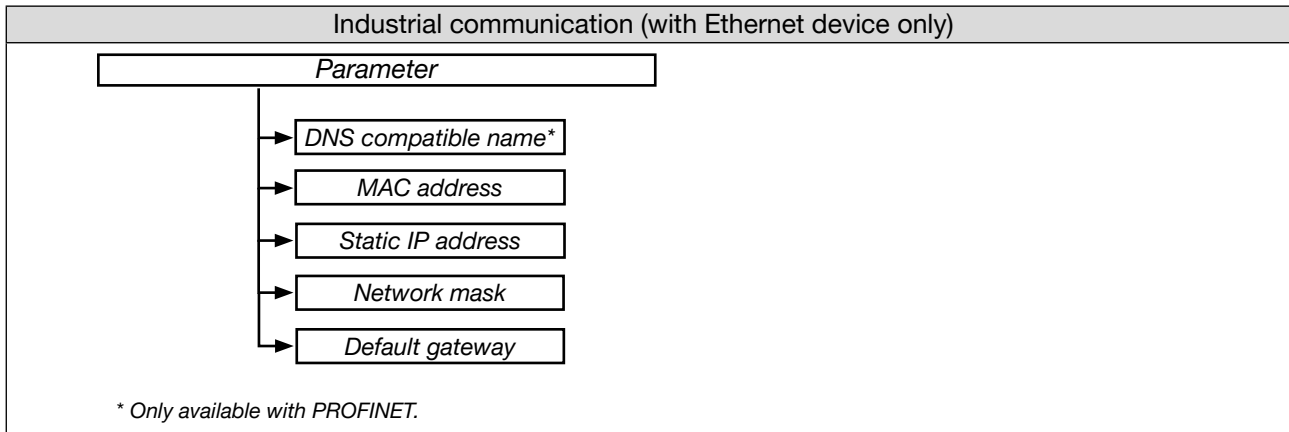 Industrial communication (with Ethernet device only)
Parameter
DNS compatible name*
MAC address
Static IP address
Network mask
Default gateway
* Only available with PROFINET.